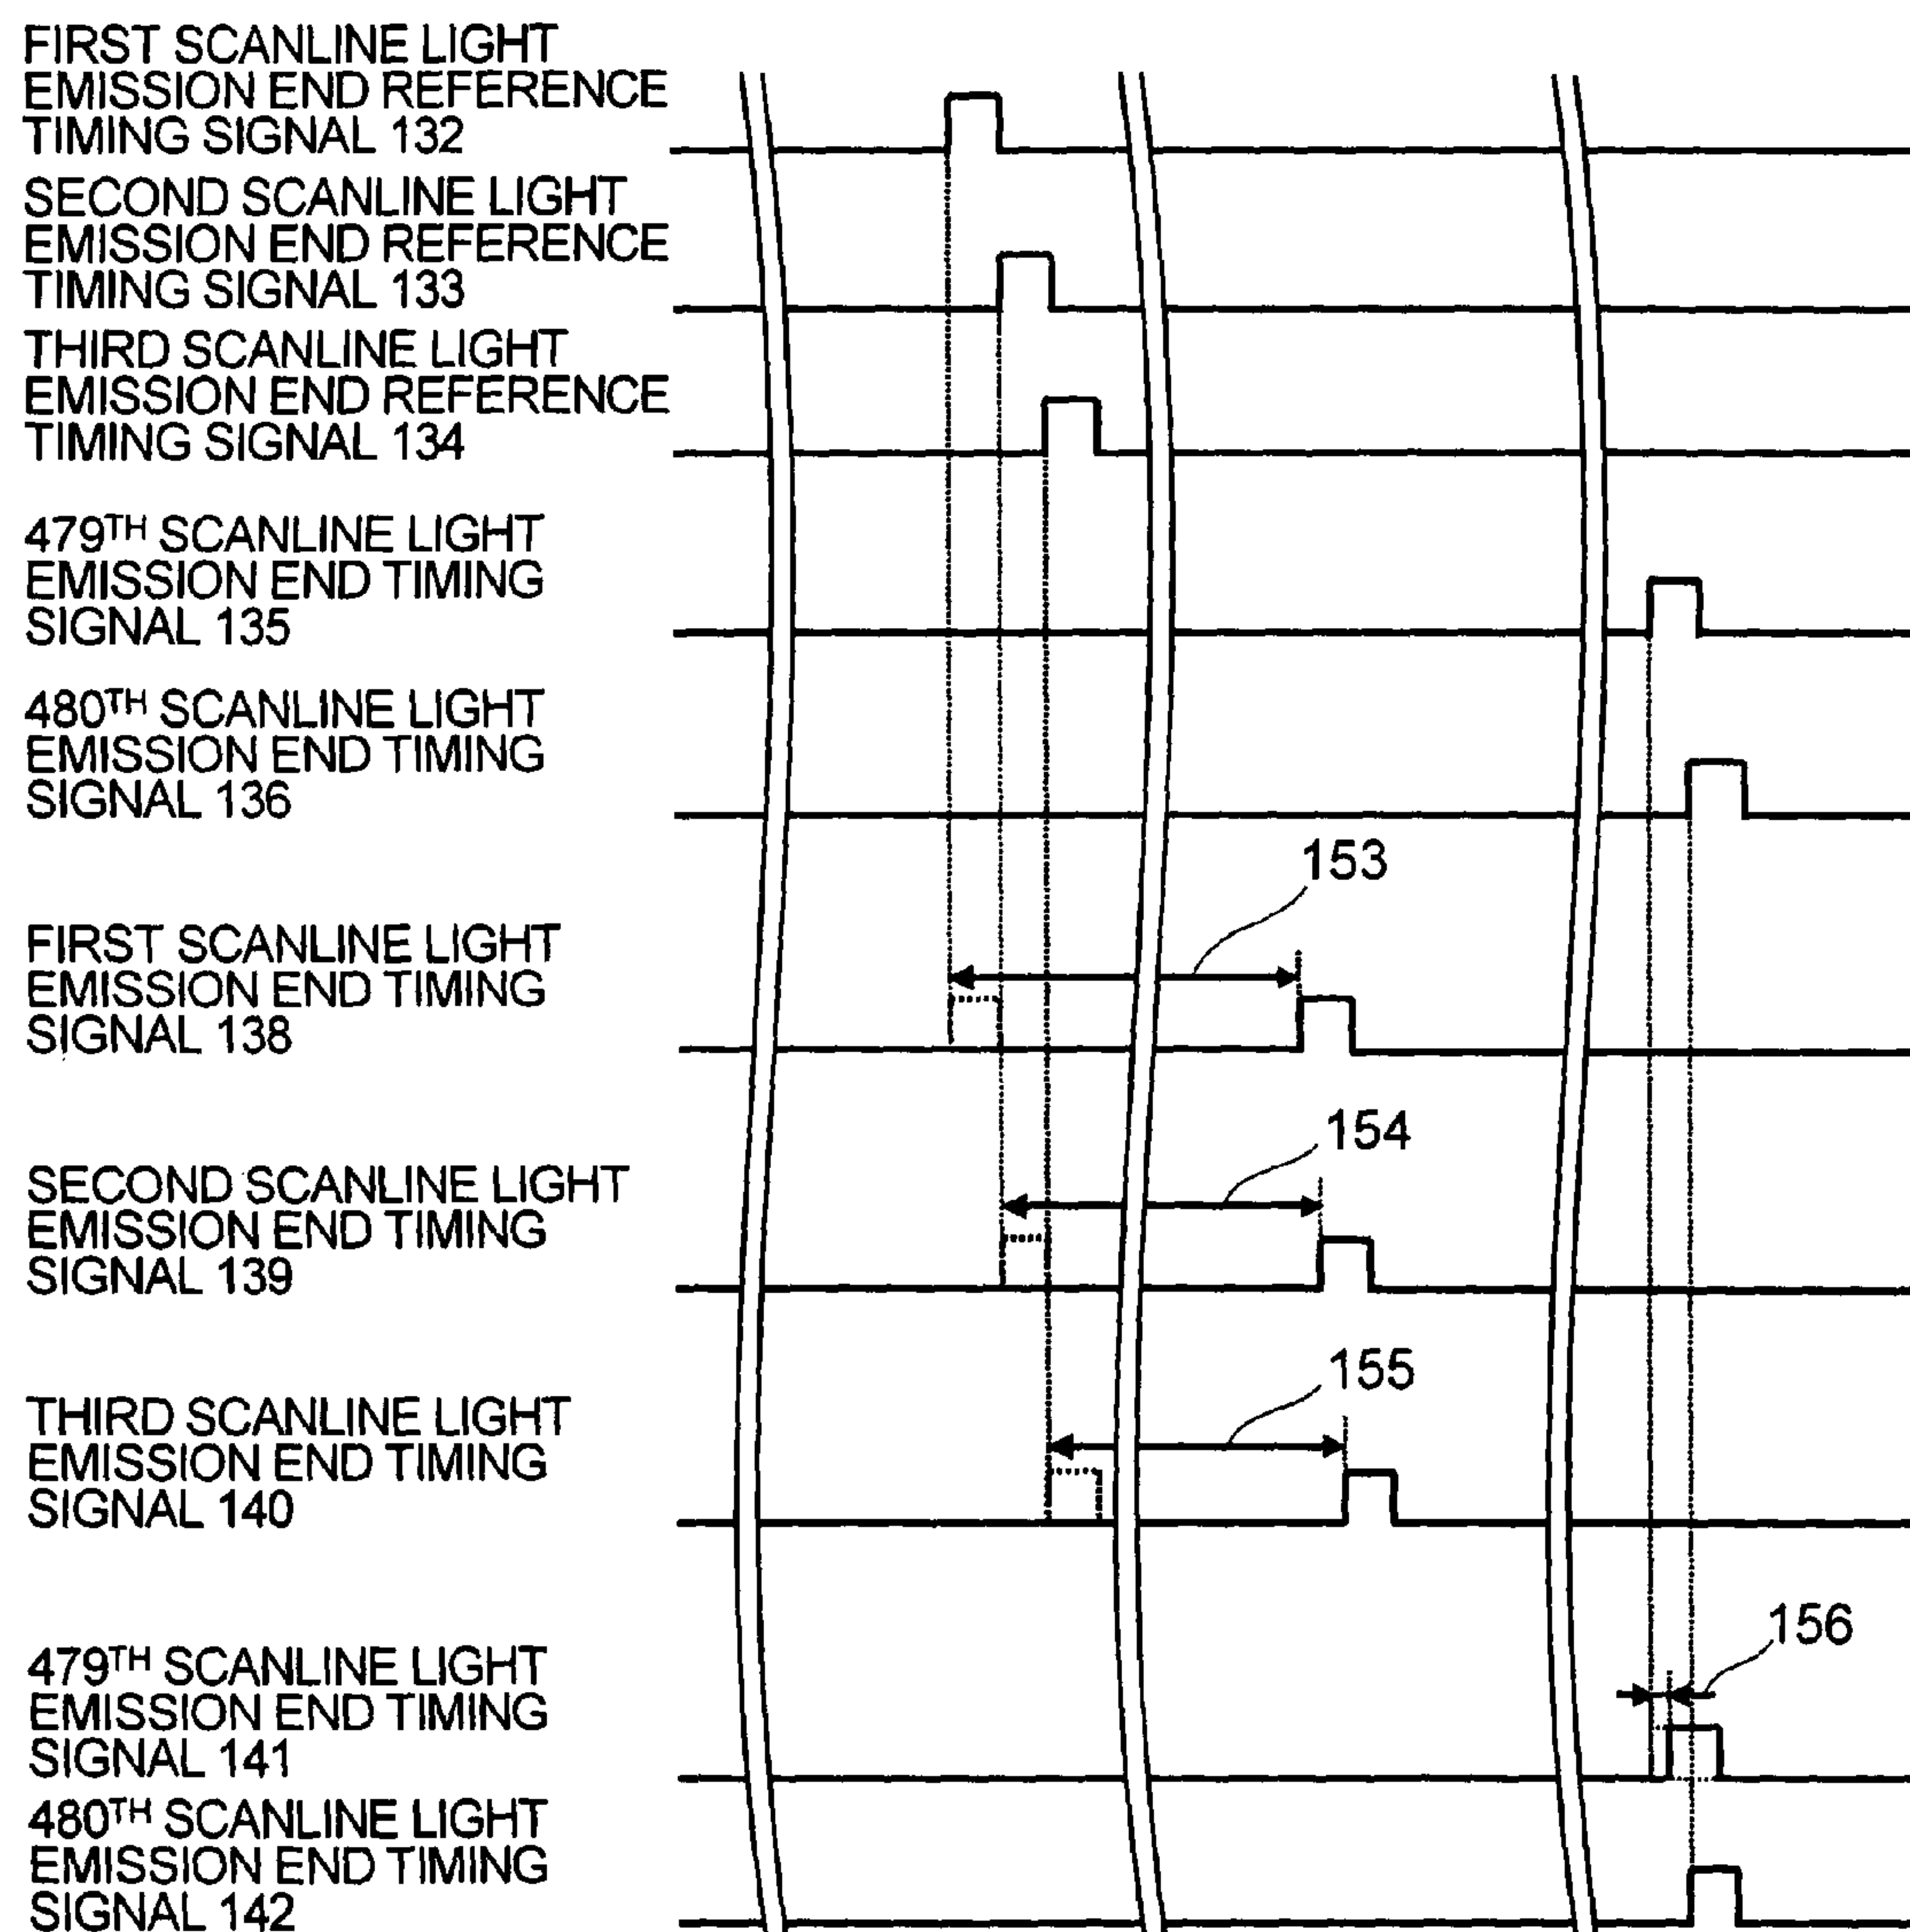 FIRST SCANLINE LIGHT
EMISSION END REFERENCE
TIMING SIGNAL 132
SECOND SCANLINE LIGHT
EMISSION END REFERENCE
TIMING SIGNAL 133
THIRD SCANLINE LIGHT
EMISSION END REFERENCE
TIMING SIGNAL 134
479TH SCANLINE LIGHT
EMISSION END TIMING
SIGNAL 135
480TH SCANLINE LIGHT
EMISSION END TIMING
SIGNAL 136
153
FIRST SCANLINE LIGHT
EMISSION END TIMING
SIGNAL 138
154
SECOND SCANLINE LIGHT
EMISSION END TIMING
SIGNAL 139
155
THIRD SCANLINE LIGHT
EMISSION END TIMING
SIGNAL 140
156
479TH SCANLINE LIGHT
EMISSION END TIMING
SIGNAL 141
480TH SCANLINE LIGHT
EMISSION END TIMING
SIGNAL 142